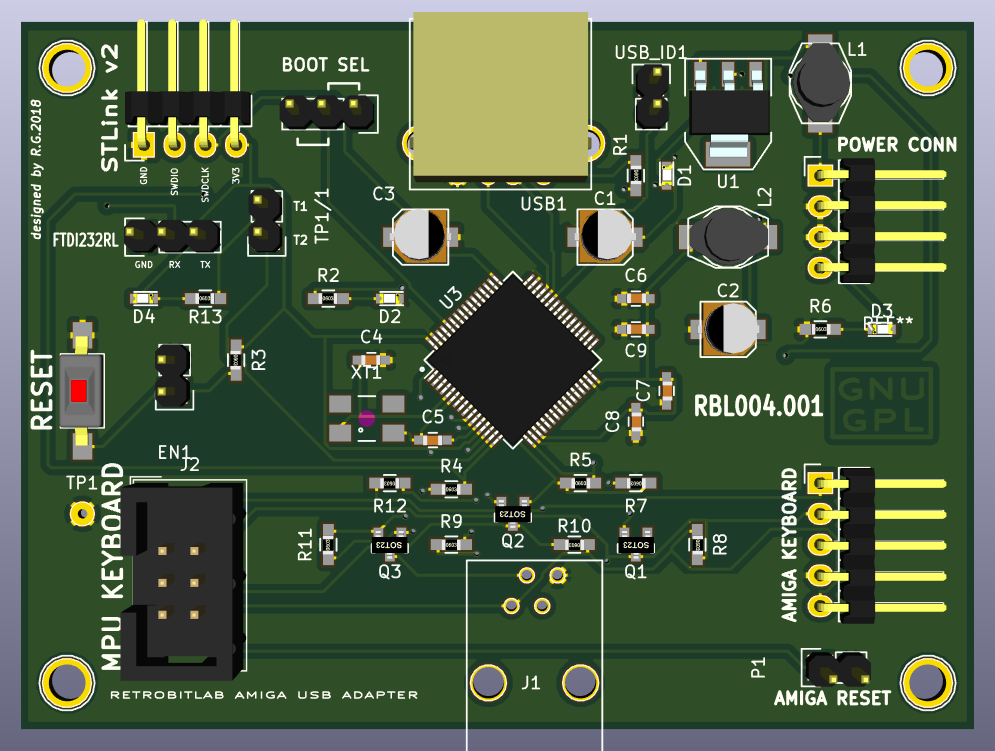 USB_ID1
L1
BOOT SEL
STLink v2
designed by R.G.2018
POWER CONN
R1
D1
U1
GND
SWDIO
SWDCLK
3V3
USB1
C3
C1
L2
T1
T2
TP1/1
FTDI232RL
GND
RX
TX
R2
D2
U3
C6
C2
R6
D3
D4
R13
C4
C9
R3
XT1
RESET
C7
C8
C5
RBL004.001
GNU
GPL
EN1
J2
TP1
R4
R5
R12
R7
AMIGA KEYBOARD
MPU KEYBOARD
R11
SOT23
Q3
R9
Q2
SOT23
R10
SOT23
Q1
R8
P1
J1
RETROBITLAB AMIGA USB ADAPTER
AMIGA RESET